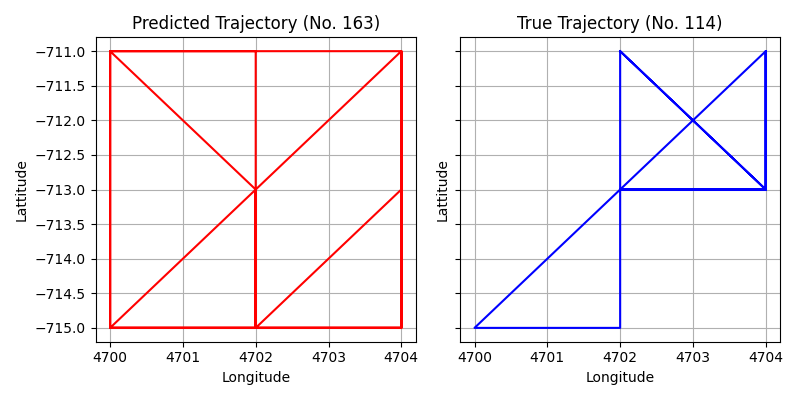 Predicted Trajectory (No. 163)
True Trajectory (No. 114)
−711.0
−711.5
−712.0
−712.5
−713.0
−713.5
−714.0
−714.5
−715.0
Lattitude
Lattitude
4700 4701 4702 4703 4704
4700 4701 4702 4703 4704
Longitude
Longitude